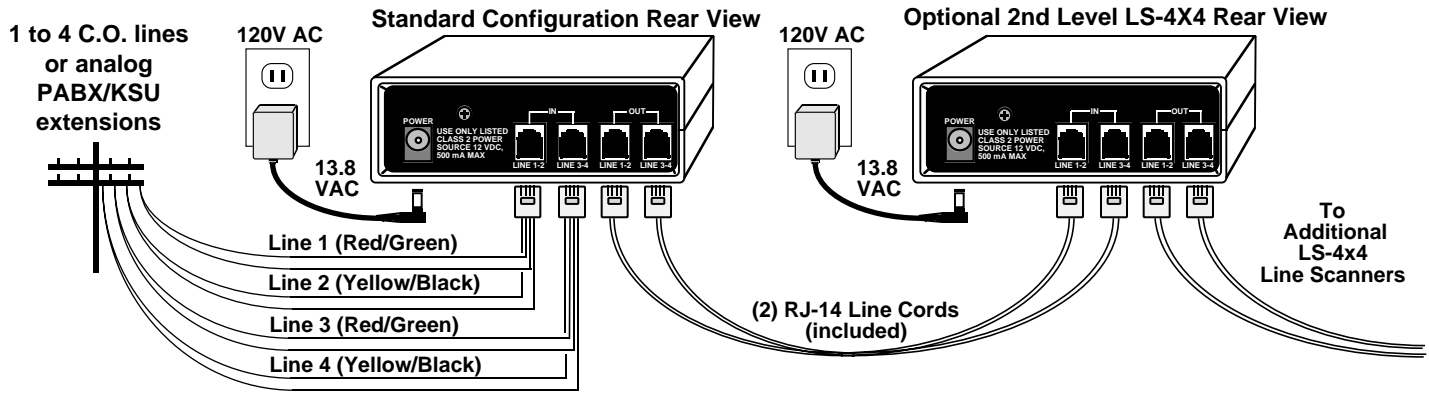 Standard Configuration Rear View
Optional 2nd Level LS-4X4 Rear View
1 to 4 C.O. lines
or analog
PABX/KSU
extensions
120V AC
POWER
USE ONLY LISTED
CLASS 2 POWER
SOURCE 12 VDC,
500 mA MAX
IN
OUT
LINE 1-2
LINE 3-4
LINE 1-2
LINE 3-4
13.8
VAC
120V AC
POWER
USE ONLY LISTED
CLASS 2 POWER
SOURCE 12 VDC,
500 mA MAX
IN
OUT
LINE 1-2
LINE 3-4
LINE 1-2
LINE 3-4
13.8
VAC
Line 1 (Red/Green)
Line 2 (Yellow/Black)
Line 3 (Red/Green)
Line 4 (Yellow/Black)
(2) RJ-14 Line Cords
(included)
To
Additional
LS-4x4
Line Scanners